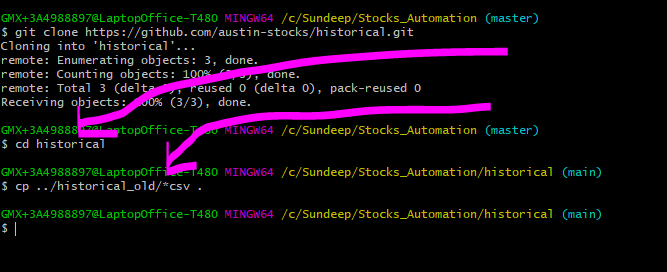 GMX+3A4988897@LaptopOffice-T480 MINGW64 /c/Sundeep/Stocks_Automation (master)
$ git clone https://github.com/austin-stocks/historical.git
Cloning into 'historical'...
remote: Enumerating objects: 3, done.
remote: Counting objects: 100% (3/3), done.
remote: Total 3 (delta 0), reused 0 (delta 0), pack-reused 0
Receiving objects: 100% (3/3), done.
GMX+3A4988897@LaptopOffice-T480 MINGW64 /c/Sundeep/Stocks_Automation (master)
$ cd historical
GMX+3A4988897@LaptopOffice-T480 MINGW64 /c/Sundeep/Stocks_Automation/historical (main)
$ cp ../historical_old/*csv .
GMX+3A4988897@LaptopOffice-T480 MINGW64 /c/Sundeep/Stocks_Automation/historical (main)
$